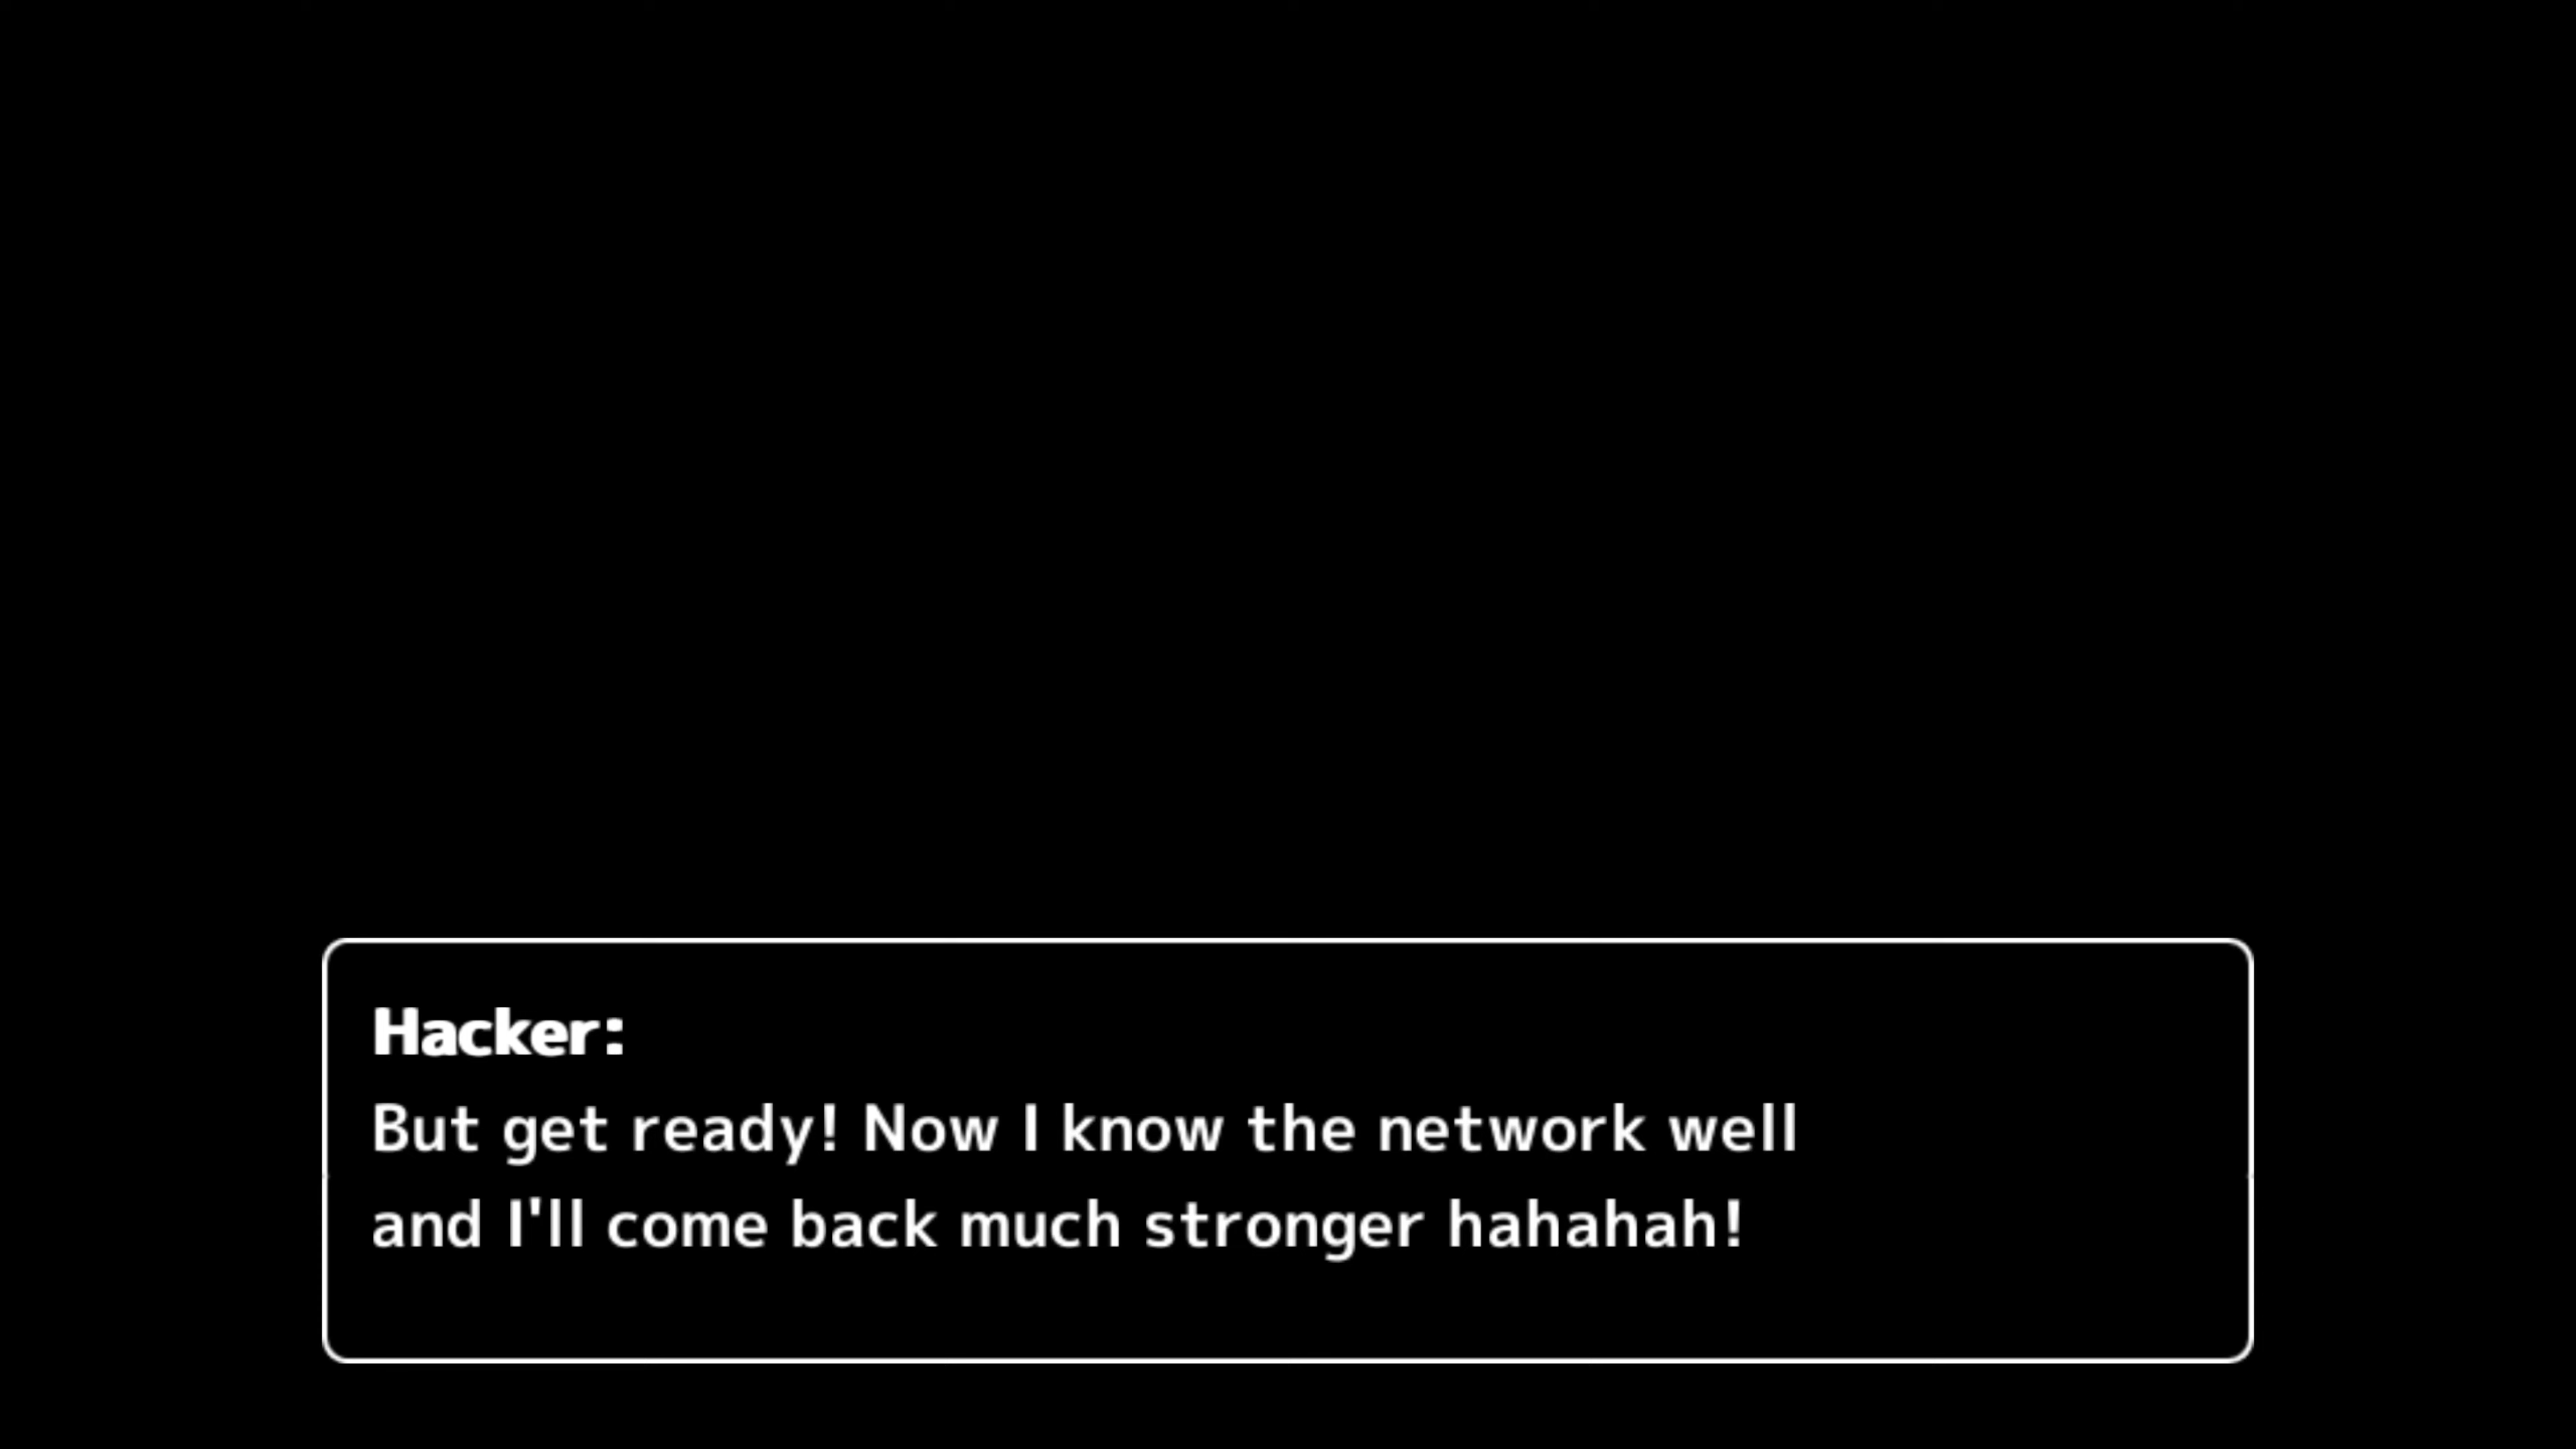 Hacker:
But get ready! Now I know the network well
and I'll come back much stronger hahahah!